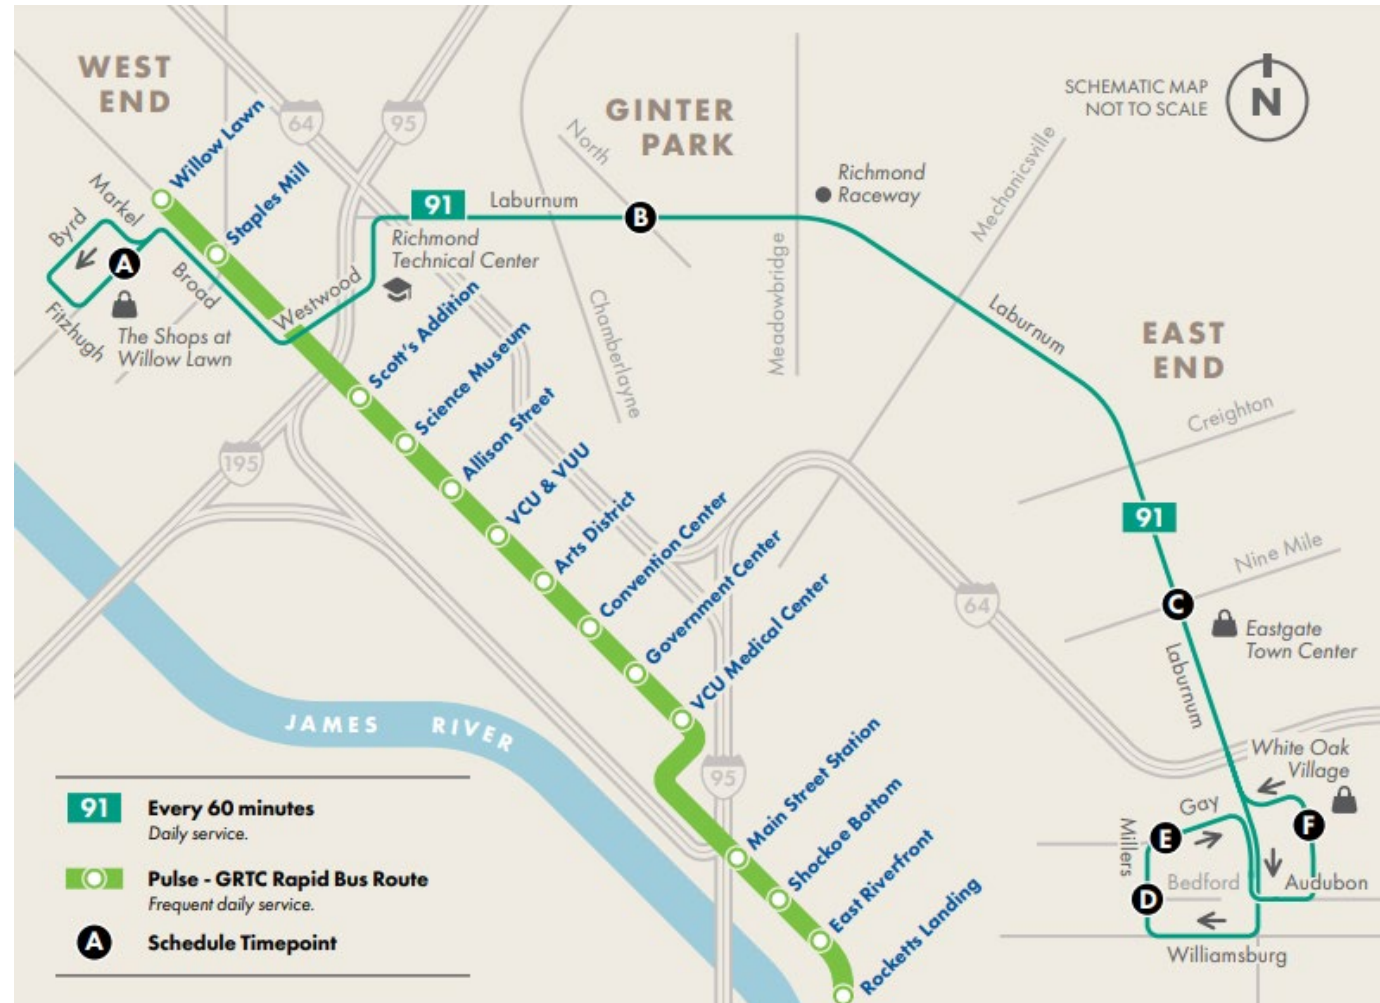 WEST
END
GINTER
PARK
SCHEMATIC MAP
NOT TO SCALE
N
64
95
Willow Lawn
Staples Mill
North
Mechanicsville
Richmond
Raceway
Markel
Byrd
91
Laburnum
B
A
Broad
Richmond
Technical Center
Westwood
Meadowbridge
Chamberlayne
Laburnum
Fitzhugh
The Shops at
Willow Lawn
EAST
END
Scott's Addition
Science Museum
Allison Street
Creighton
195
VCU & VUU
Arts District
Convention Center
Government Center
VCU Medical Center
91
Nine Mile
C
64
Eastgate
Town Center
Laburnum
JAMES RIVER
95
White Oak
Village
Main Street Station
Shockoe Bottom
East Riverfront
Rocketts Landing
Gay
Millers
E
F
Bedford
Audubon
D
Williamsburg
91
Every 60 minutes
Daily service.
Pulse - GRTC Rapid Bus Route
Frequent daily service.
A
Schedule Timepoint